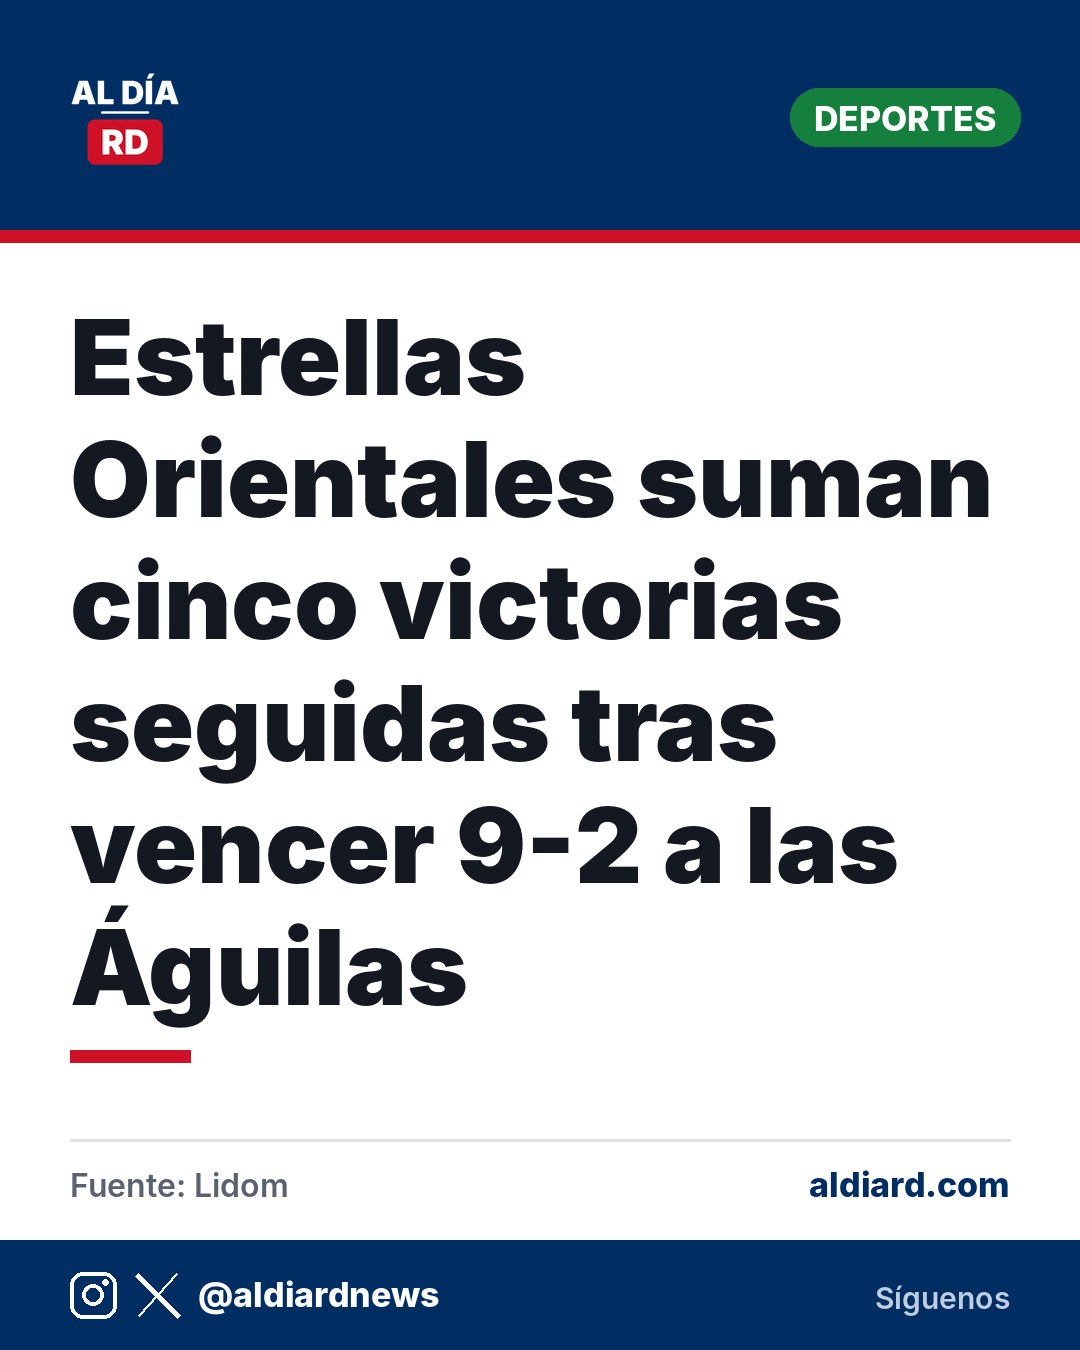 AL DÍA
RD
DEPORTES
Estrellas
Orientales suman
cinco victorias
seguidas tras
vencer 9-2 a las
Águilas
Fuente: Lidom
aldiard.com
@aldiardnews
Síguenos